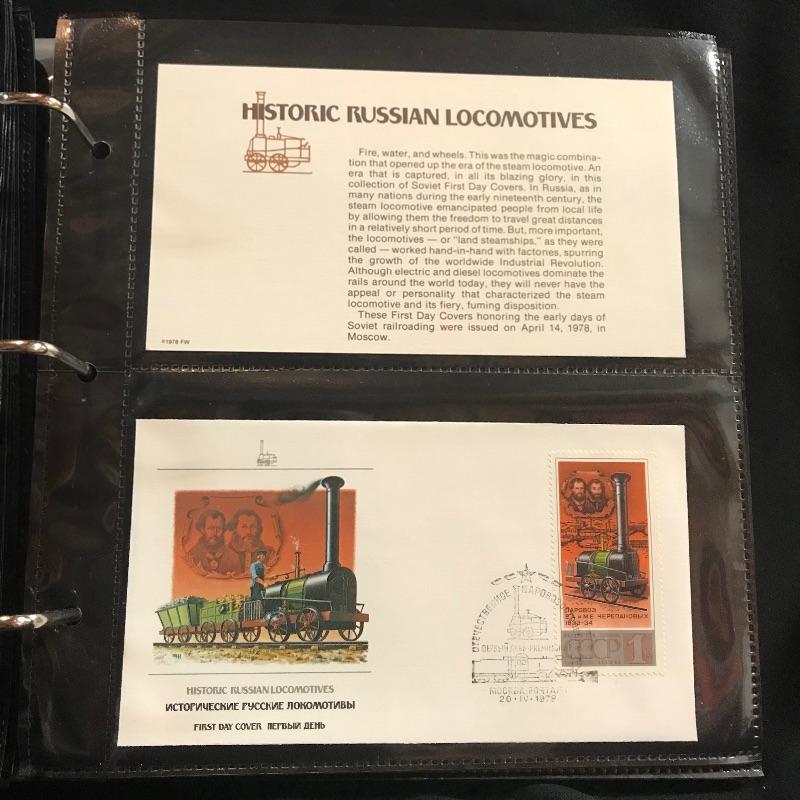 HISTORIC RUSSIAN LOCOMOTIVES
Fire, water, and wheels. This was the magic combina-
tion that opened up the era of the steam locomotive. An
era that is captured, in all its blazing glory, in this
collection of Soviet First Day Covers. In Russia, as in
many nations during the early nineteenth century, the
steam locomotive emancipated people from local life
by allowing them the freedom to travel great distances
in a relatively short period of time. But, more important,
the locomotives — or "land steamships," as they were
called — worked hand-in-hand with factories, spurring
the growth of the worldwide Industrial Revolution.
Although electric and diesel locomotives dominate the
rails around the world today, they will never have the
appeal or personality that characterized the steam
locomotive and its fiery, fuming disposition.
These First Day Covers honoring the early days of
Soviet railroading were issued on April 14, 1978, in
Moscow.
©1978 FW
HISTORIC RUSSIAN LOCOMOTIVES
ИСТОРИЧЕСКИЕ РУССКИЕ ЛОКОМОТИВЫ
FIRST DAY COVER ПЕРВЫЙ ДЕНЬ
ОТЕЧЕСТВЕННОЕ ПАРОВОЗ
ПЕРВЫЙ
МОСКВА ПОЧТАМТ
20·IV·1978
ПАРОВОЗ
Е.А. и М.Е. ЧЕРЕПАНОВЫХ
1833-34
1